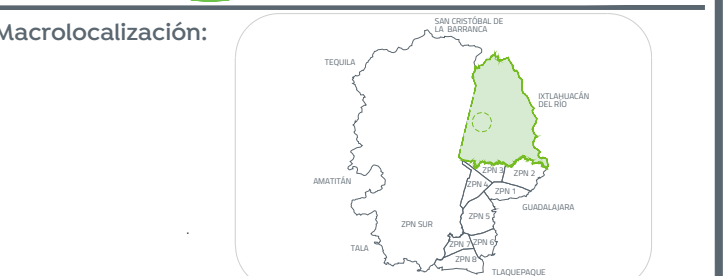 Macrolocalización:
SAN CRISTÓBAL DE
LA BARRANCA
TEQUILA
IXTLAHUACÁN
DEL RÍO
ZPN 3
ZPN 2
AMATITÁN
ZPN 4
ZPN 1
GUADALAJARA
ZPN 5
ZPN SUR
TALA
ZPN 7
ZPN 6
ZPN 8
TLAQUEPAQUE